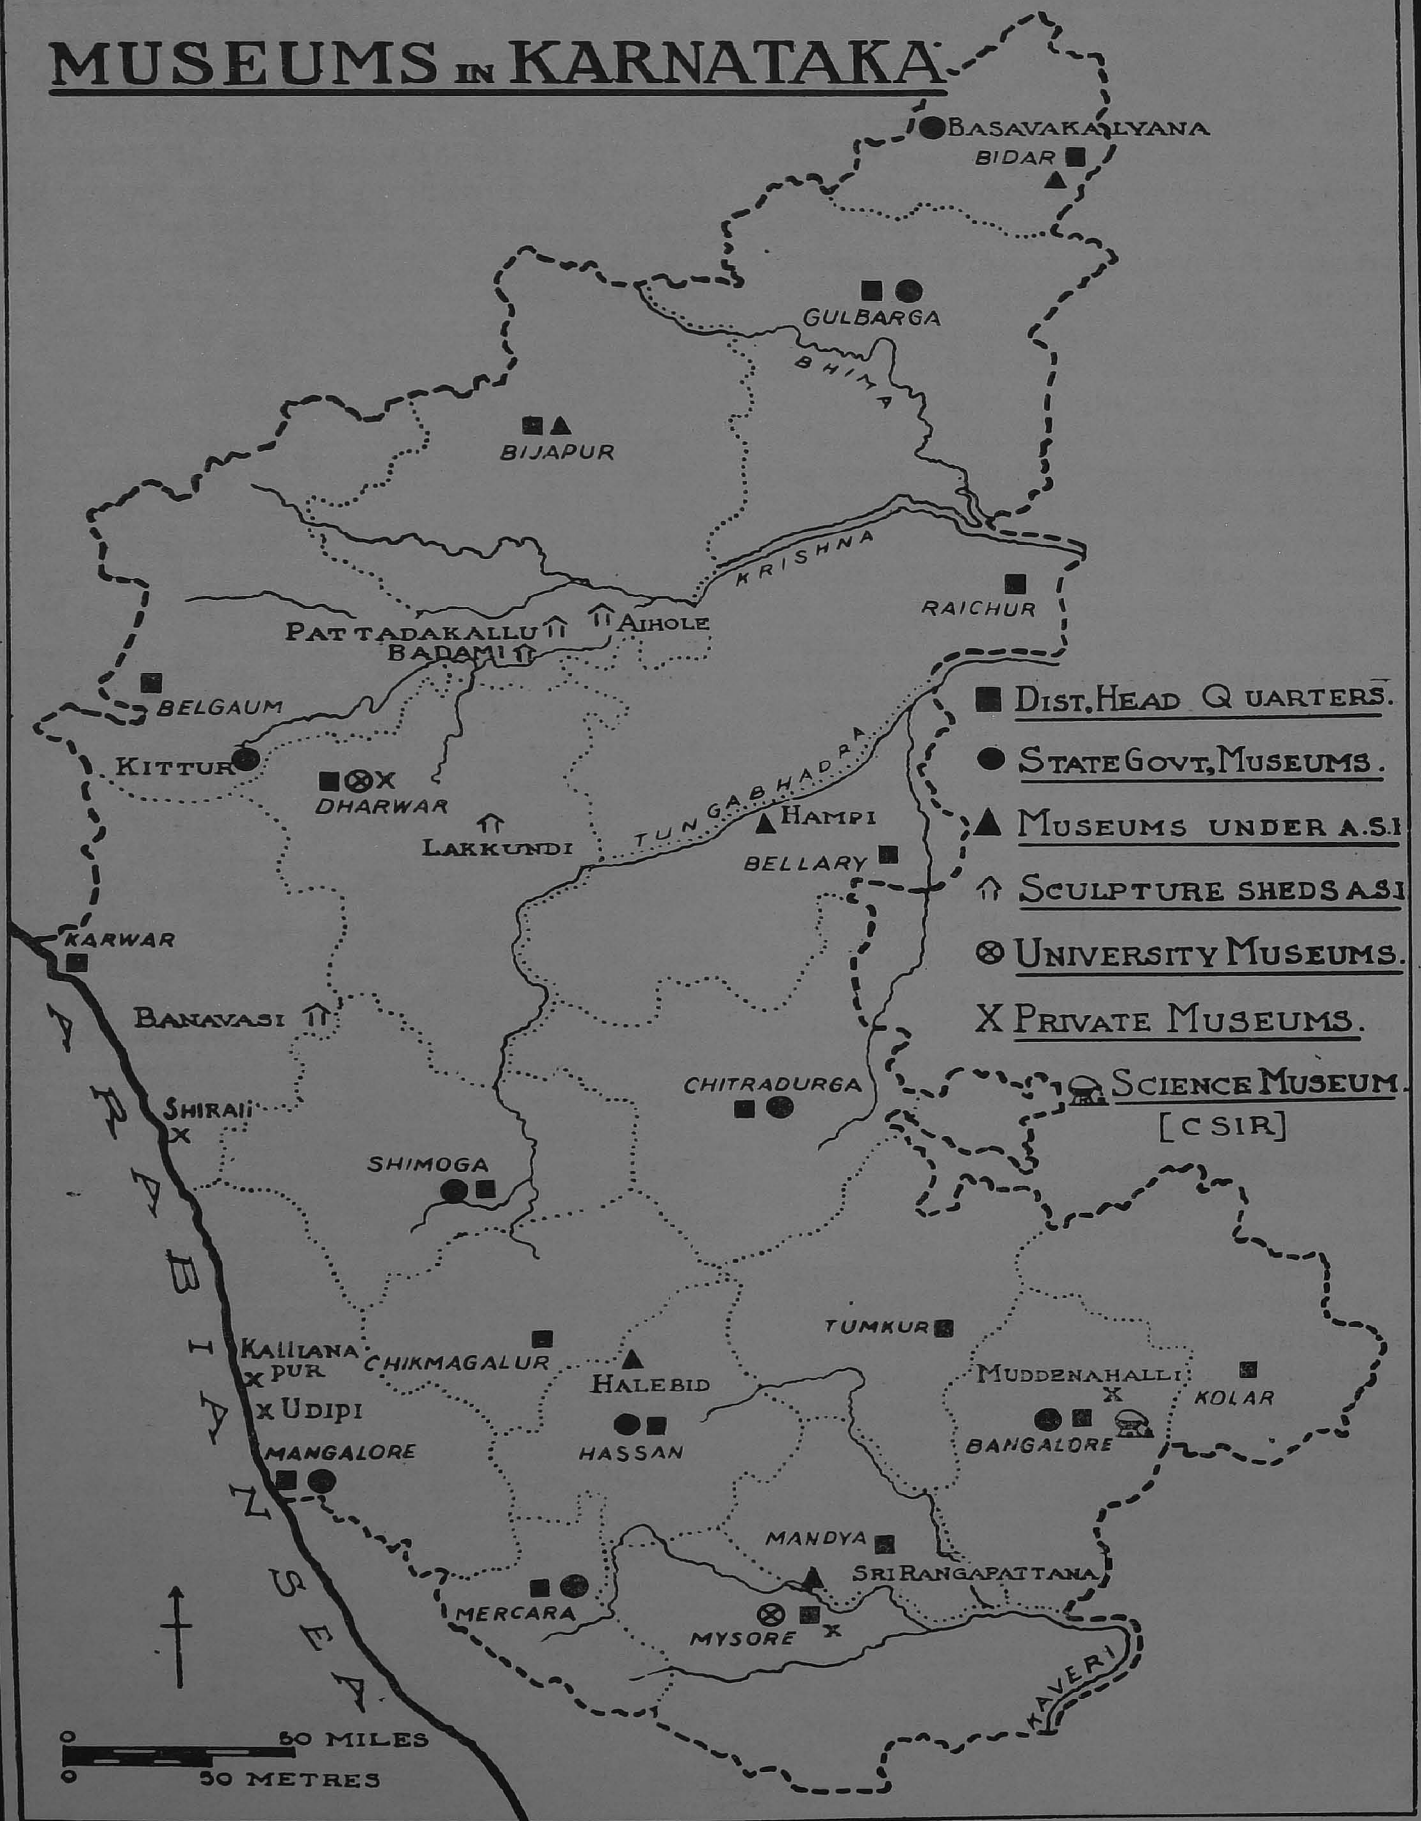 MUSEUMS IN KARNATAKA
BASAVAKALYANA
BIDAR
GULBARGA
BHIMA
BIJAPUR
KRISHNA
RAICHUR
PATTADAKALLU
AIHOLE
BADAMI
BELGAUM
KITTUR
DHARWAR
LAKKUNDI
TUNGABHADRA
HAMPI
BELLARY
DIST. HEAD QUARTERS.
STATE GOVT, MUSEUMS.
MUSEUMS UNDER A.S.I
SCULPTURE SHEDS A.S.I
UNIVERSITY MUSEUMS.
X PRIVATE MUSEUMS.
SCIENCE MUSEUM.
[CSIR]
KARWAR
BANAVASI
ARABIAN SEA
CHITRADURGA
SHIRALI
SHIMOGA
TUMKUR
KALLIANA
PUR
CHIKMAGALUR
HALEBID
MUDDENAHALLI
KOLAR
UDIPI
HASSAN
BANGALORE
MANGALORE
MANDYA
SRIRANGAPATTANA
MERCARA
MYSORE
KAVERI
0 50 MILES
0 50 METRES